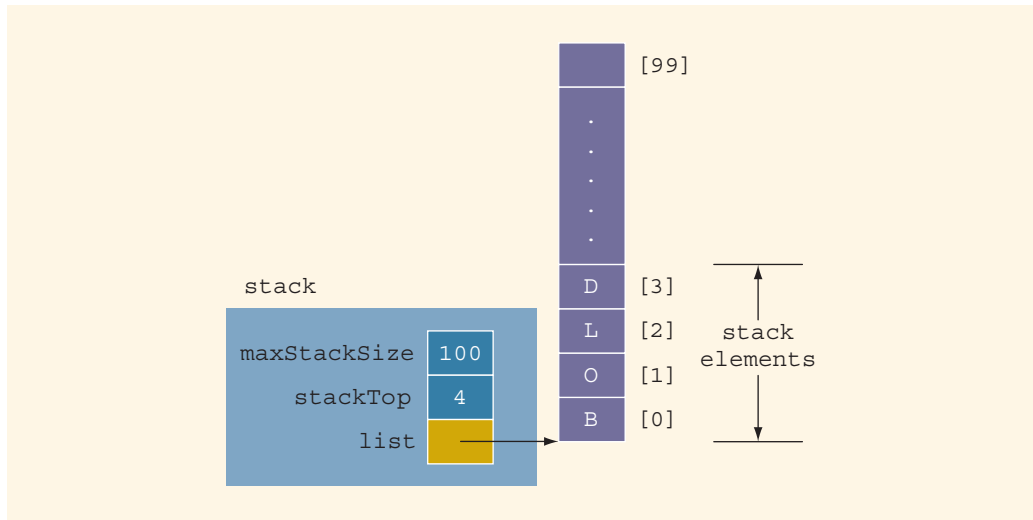 [99]
.
.
.
.
.
D [3]
L [2]
O [1]
B [0]
stack
elements
stack
maxStackSize 100
stackTop 4
list